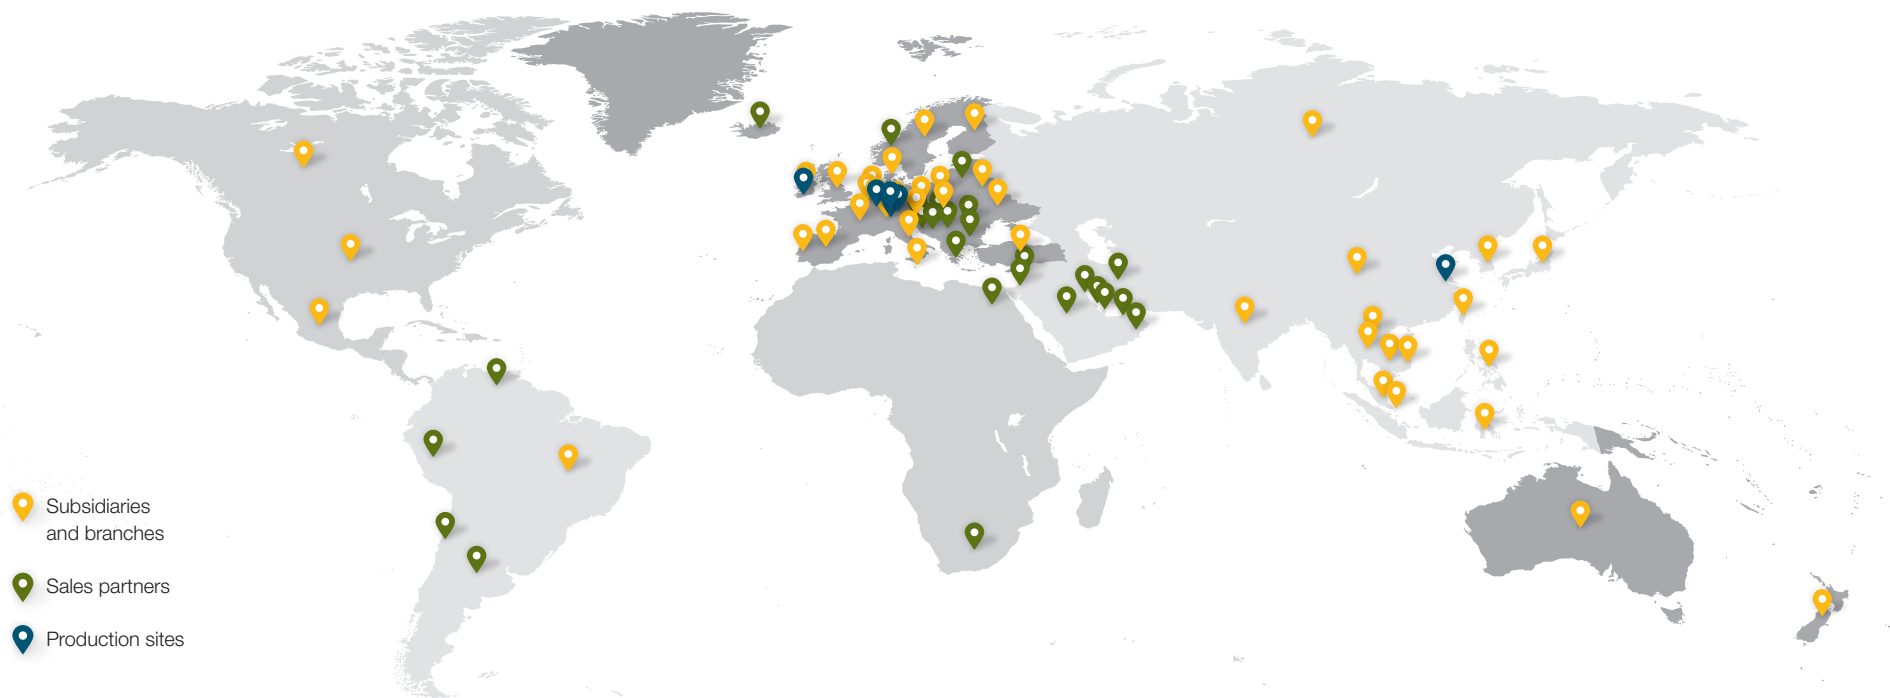 Subsidiaries
and branches
Sales partners
Production sites